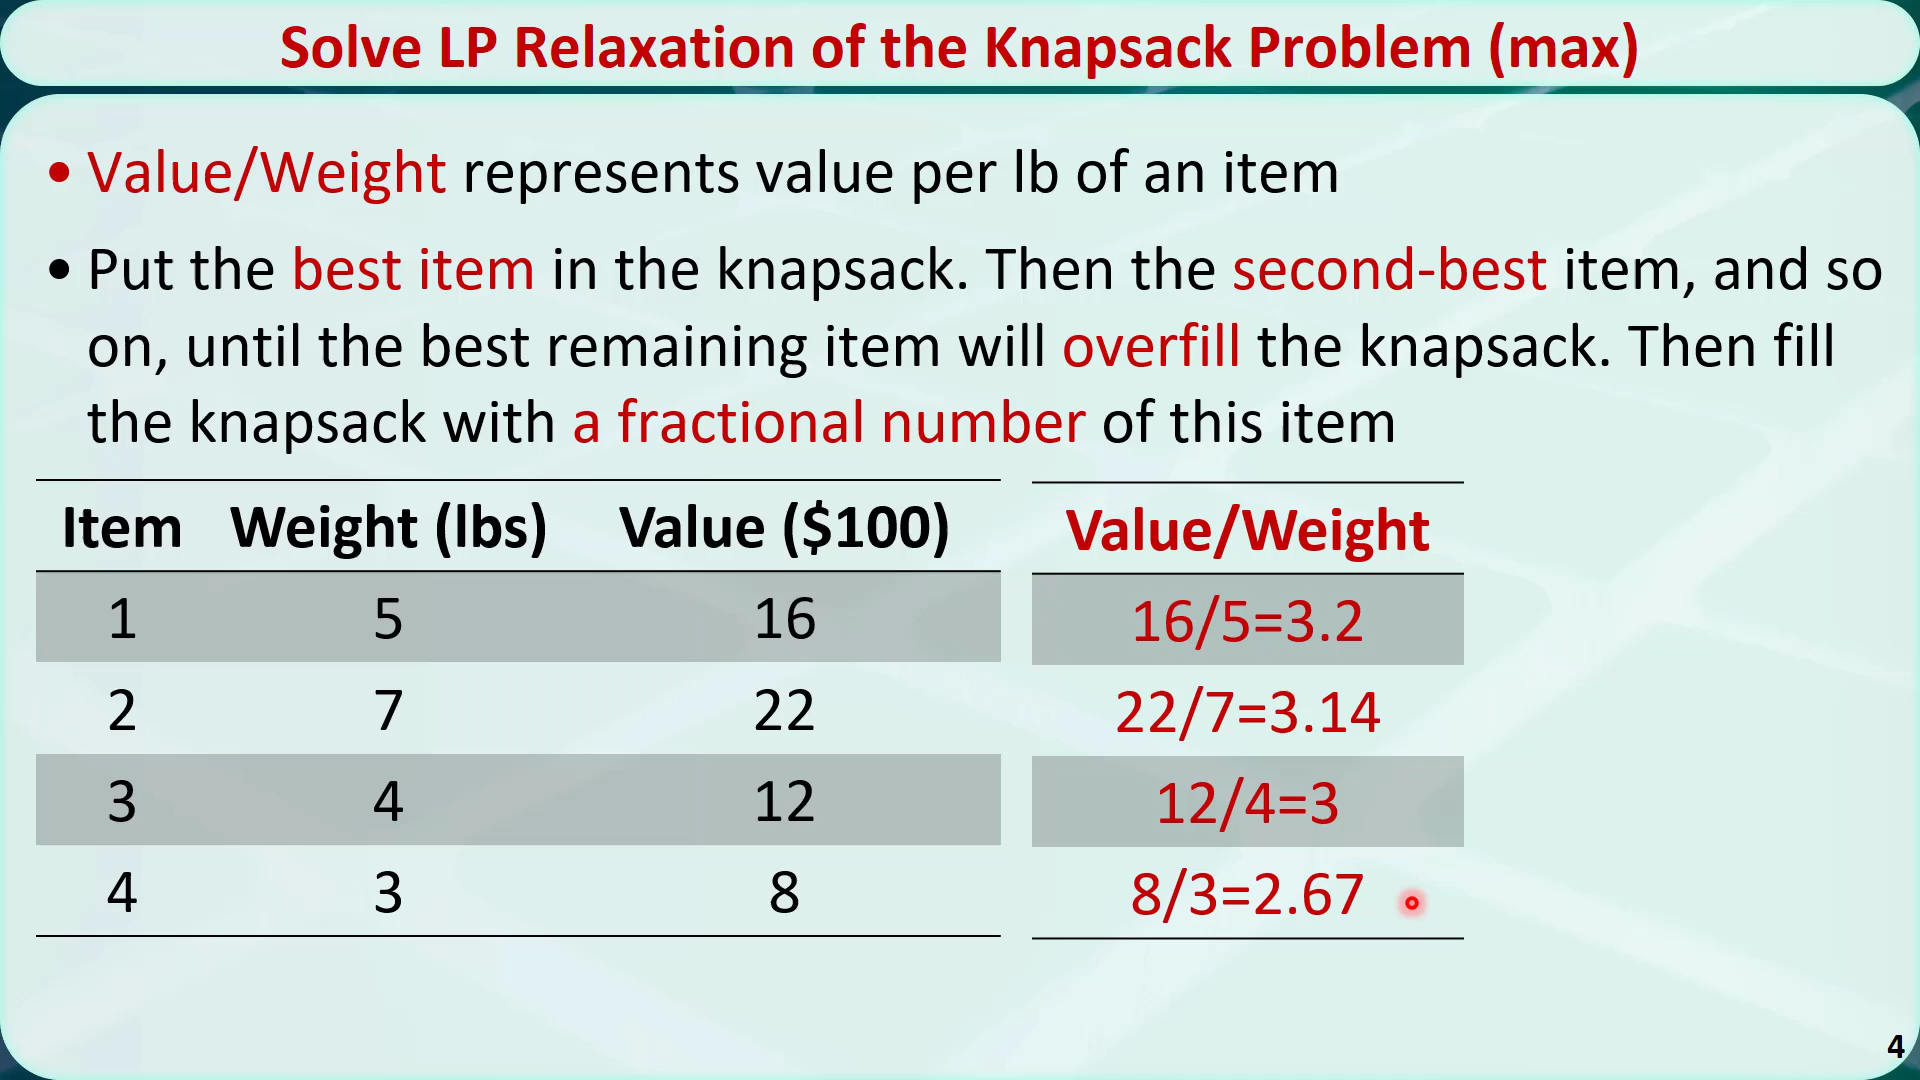 Solve LP Relaxation of the Knapsack Problem (max)
• Value/Weight represents value per lb of an item
• Put the best item in the knapsack. Then the second-best item, and so
on, until the best remaining item will overfill the knapsack. Then fill
the knapsack with a fractional number of this item
Item Weight (lbs) Value ($100) Value/Weight
1 5 16 16/5=3.2
2 7 22 22/7=3.14
3 4 12 12/4=3
4 3 8 8/3=2.67
4